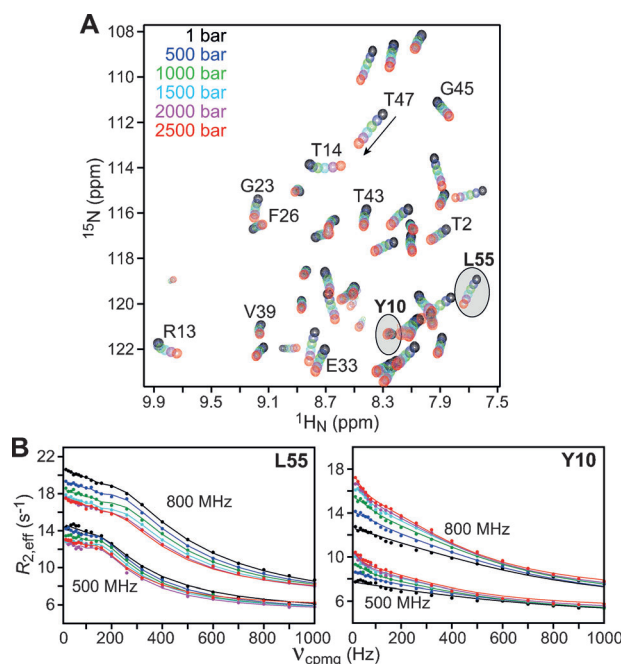 A
1 bar
500 bar
1000 bar
1500 bar
2000 bar
2500 bar
108
110
112
114
116
118
120
122
15N (ppm)
T47
G45
T14
G23
F26
T43
T2
L55
Y10
V39
R13
E33
9.9 9.5 9.1 8.7 8.3 7.9 7.5
1HN (ppm)
B
L55
22
18
14
10
6
R2,eff (s-1)
800 MHz
500 MHz
0 200 400 600 800 1000
Y10
18
14
10
6
800 MHz
500 MHz
0 200 400 600 800 1000
νcpmg (Hz)